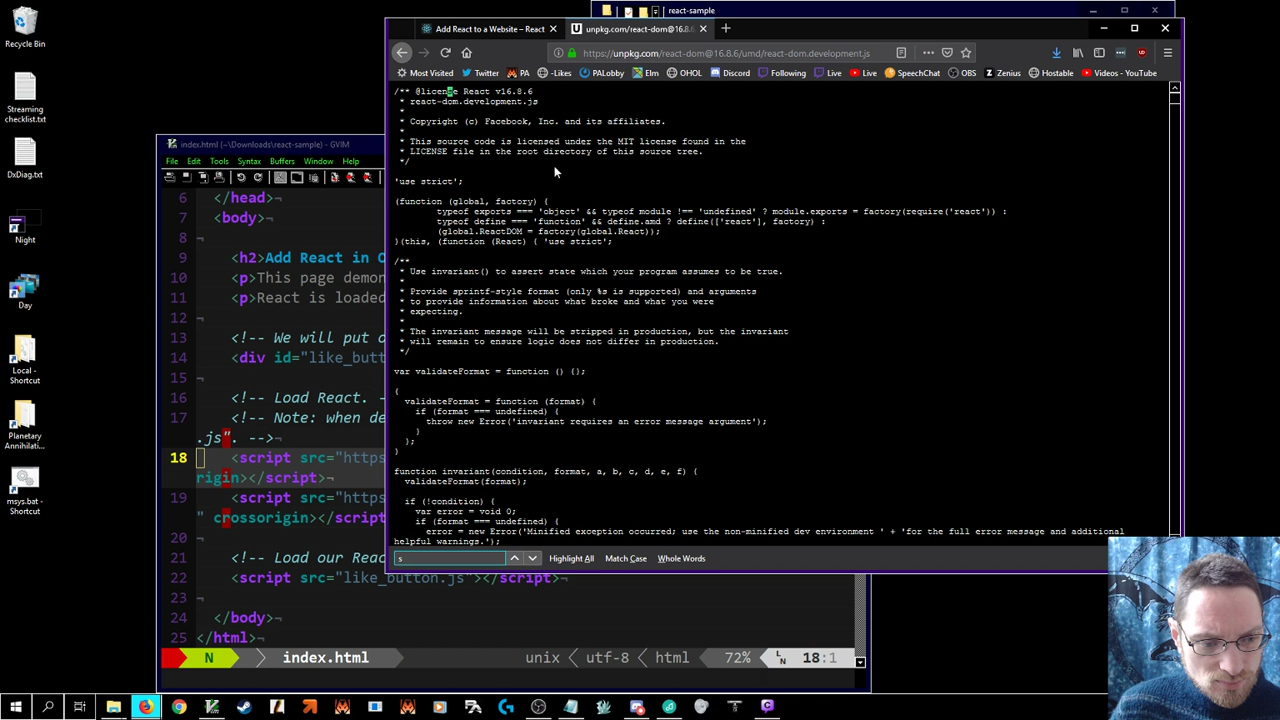 Recycle Bin
Streaming
checklist.txt
DxDiag.txt
Night
Day
Local -
Shortcut
Planetary
Annihilat...
msys.bat -
Shortcut
react-sample
Add React to a Website – React
unpkg.com/react-dom@16.8.6/um
https://unpkg.com/react-dom@16.8.6/umd/react-dom.development.js
Most Visited Twitter PA -Likes PALobby Elm OHOL Discord Following Live Live SpeechChat OBS Zenius Hostable Videos - YouTube
/** @license React v16.8.6
* react-dom.development.js
*
* Copyright (c) Facebook, Inc. and its affiliates.
*
* This source code is licensed under the MIT license found in the
* LICENSE file in the root directory of this source tree.
*/
'use strict';
(function (global, factory) {
typeof exports === 'object' && typeof module !== 'undefined' ? module.exports = factory(require('react')) :
typeof define === 'function' && define.amd ? define(['react'], factory) :
(global.ReactDOM = factory(global.React));
}(this, (function (React) { 'use strict';
/**
* Use invariant() to assert state which your program assumes to be true.
*
* Provide sprintf-style format (only %s is supported) and arguments
* to provide information about what broke and what you were
* expecting.
*
* The invariant message will be stripped in production, but the invariant
* will remain to ensure logic does not differ in production.
*/
var validateFormat = function () {};
{
validateFormat = function (format) {
if (format === undefined) {
throw new Error('invariant requires an error message argument');
}
};
}
function invariant(condition, format, a, b, c, d, e, f) {
validateFormat(format);
if (!condition) {
var error = void 0;
if (format === undefined) {
error = new Error('Minified exception occurred; use the non-minified dev environment ' + 'for the full error message and additional
helpful warnings.');
s Highlight All Match Case Whole Words
index.html (~\Downloads\react-sample) - GVIM
File Edit Tools Syntax Buffers Window Help
6 </head>
7 <body>
8
9 <h2>Add React in O
10 <p>This page demon
11 <p>React is loaded
12
13 <!-- We will put o
14 <div id="like_butt
15
16 <!-- Load React. -
17 <!-- Note: when de
.js". -->¬
18 <script src="https
rigin></script>¬
19 <script src="https
" crossorigin></script
20
21 <!-- Load our Reac
22 <script src="like_button.js"></script>¬
23
24 </body>¬
25 </html>¬
N index.html unix utf-8 html 72% 18:1